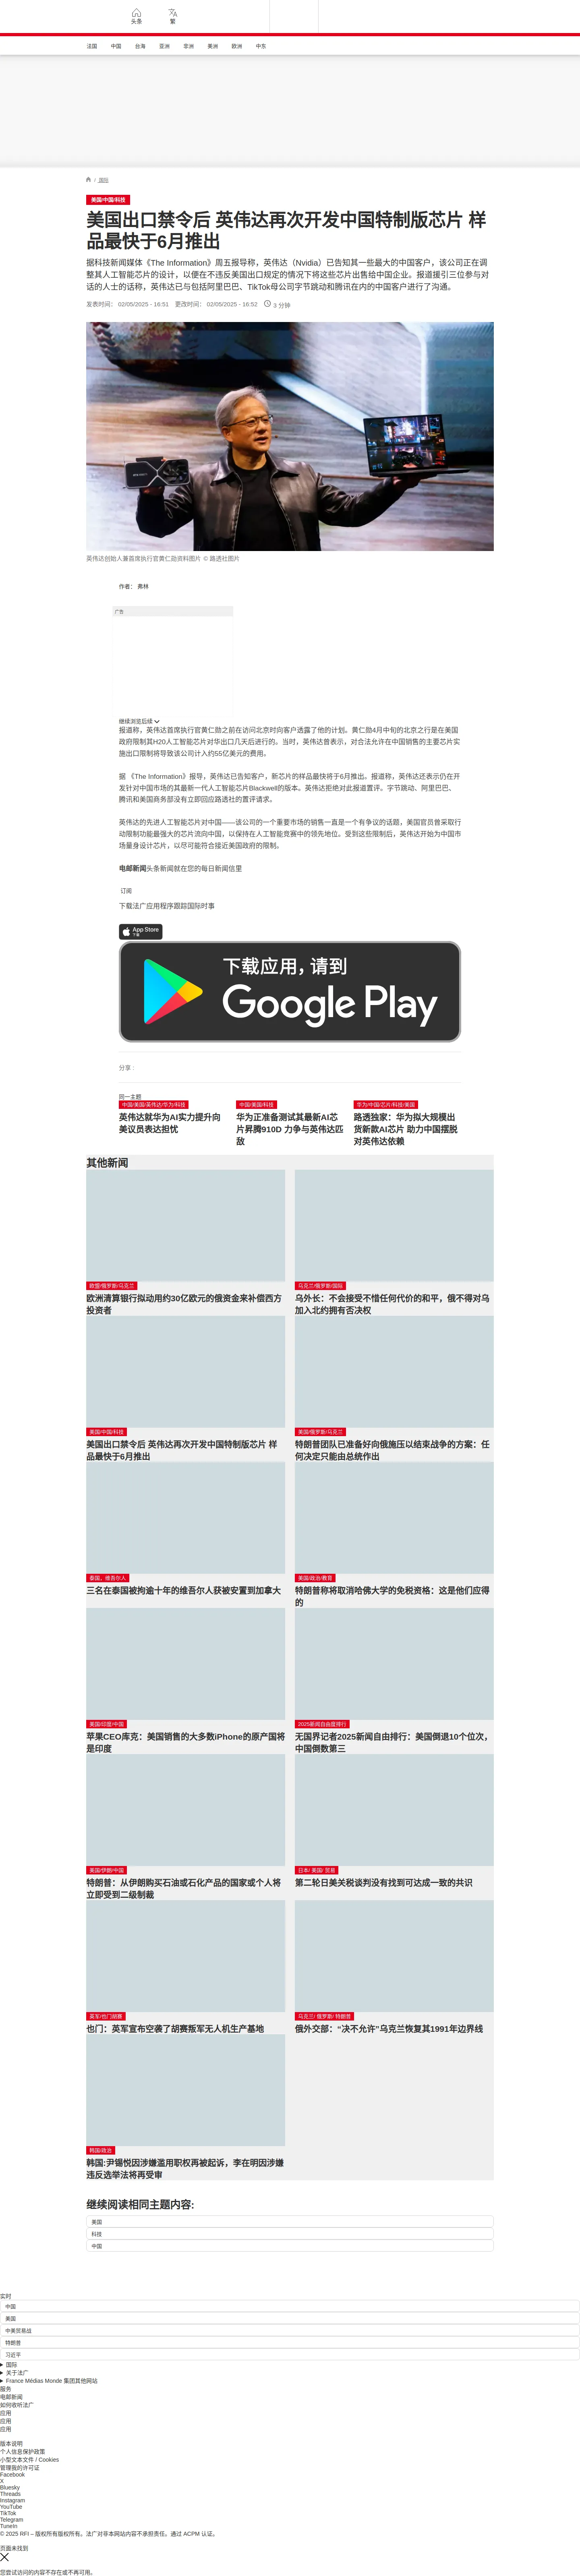 头条
繁
法国
中国
台海
亚洲
非洲
美洲
欧洲
中东
国际
美国/中国/科技
美国出口禁令后 英伟达再次开发中国特制版芯片 样
品最快于6月推出
据科技新闻媒体《The Information》周五报导称，英伟达（Nvidia）已告知其一些最大的中国客户，该公司正在调
整其人工智能芯片的设计，以便在不违反美国出口规定的情况下将这些芯片出售给中国企业。报道援引三位参与对
话的人士的话称，英伟达已与包括阿里巴巴、TikTok母公司字节跳动和腾讯在内的中国客户进行了沟通。
发表时间： 02/05/2025 - 16:51 更改时间： 02/05/2025 - 16:52 3 分钟
英伟达创始人兼首席执行官黄仁勋资料图片 © 路透社图片
作者： 弗林
广告
继续浏览后续
报道称，英伟达首席执行官黄仁勋之前在访问北京时向客户透露了他的计划。黄仁勋4月中旬的北京之行是在美国
政府限制其H20人工智能芯片对华出口几天后进行的。当时，英伟达曾表示，对合法允许在中国销售的主要芯片实
施出口限制将导致该公司计入约55亿美元的费用。
据 《The Information》报导，英伟达已告知客户，新芯片的样品最快将于6月推出。报道称，英伟达还表示仍在开
发针对中国市场的其最新一代人工智能芯片Blackwell的版本。英伟达拒绝对此报道置评。字节跳动、阿里巴巴、
腾讯和美国商务部没有立即回应路透社的置评请求。
英伟达的先进人工智能芯片对中国——该公司的一个重要市场的销售一直是一个有争议的话题，美国官员曾采取行
动限制功能最强大的芯片流向中国，以保持在人工智能竞赛中的领先地位。受到这些限制后，英伟达开始为中国市
场量身设计芯片，以尽可能符合接近美国政府的限制。
电邮新闻头条新闻就在您的每日新闻信里
订阅
下载法广应用程序跟踪国际时事
App Store
下载
下载应用，请到
Google Play
分享 :
同一主题
中国/美国/英伟达/华为/科技
英伟达就华为AI实力提升向
美议员表达担忧
中国/美国/科技
华为正准备测试其最新AI芯
片昇腾910D 力争与英伟达匹
敌
华为/中国/芯片/科技/美国
路透独家：华为拟大规模出
货新款AI芯片 助力中国摆脱
对英伟达依赖
其他新闻
欧盟/俄罗斯/乌克兰
欧洲清算银行拟动用约30亿欧元的俄资金来补偿西方
投资者
乌克兰/俄罗斯/国际
乌外长：不会接受不惜任何代价的和平，俄不得对乌
加入北约拥有否决权
美国/中国/科技
美国出口禁令后 英伟达再次开发中国特制版芯片 样
品最快于6月推出
美国/俄罗斯/乌克兰
特朗普团队已准备好向俄施压以结束战争的方案：任
何决定只能由总统作出
泰国，维吾尔人
三名在泰国被拘逾十年的维吾尔人获被安置到加拿大
美国/政治/教育
特朗普称将取消哈佛大学的免税资格：这是他们应得
的
美国/印度/中国
苹果CEO库克：美国销售的大多数iPhone的原产国将
是印度
2025新闻自由度排行
无国界记者2025新闻自由排行：美国倒退10个位次，
中国倒数第三
美国/伊朗/中国
特朗普：从伊朗购买石油或石化产品的国家或个人将
立即受到二级制裁
日本/ 美国/ 贸易
第二轮日美关税谈判没有找到可达成一致的共识
英军/也门胡赛
也门：英军宣布空袭了胡赛叛军无人机生产基地
乌克兰/ 俄罗斯/ 特朗普
俄外交部：“决不允许”乌克兰恢复其1991年边界线
韩国/政治
韩国:尹锡悦因涉嫌滥用职权再被起诉，李在明因涉嫌
违反选举法将再受审
继续阅读相同主题内容:
美国
科技
中国
实时
中国
美国
中美贸易战
特朗普
习近平
国际
关于法广
France Médias Monde 集团其他网站
服务
电邮新闻
如何收听法广
应用
应用
应用
版本说明
个人信息保护政策
小型文本文件 / Cookies
管理我的许可证
Facebook
X
Bluesky
Threads
Instagram
YouTube
TikTok
Telegram
TuneIn
© 2025 RFI – 版权所有版权所有。法广对非本网站内容不承担责任。通过 ACPM 认证。
页面未找到
您尝试访问的内容不存在或不再可用。